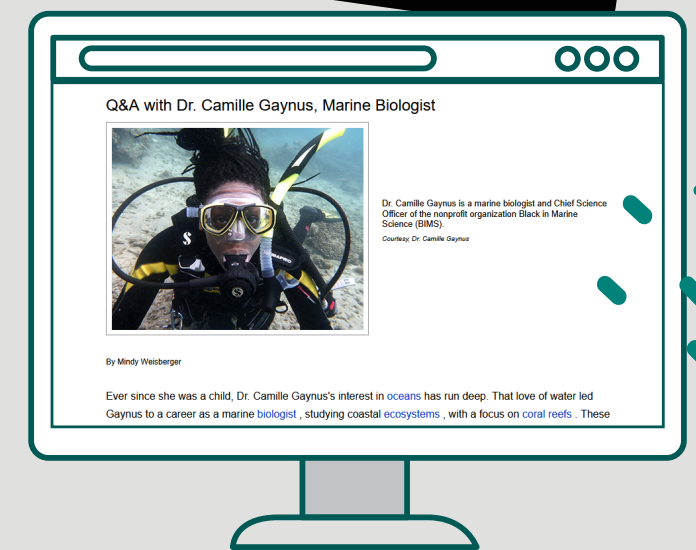 Q&A with Dr. Camille Gaynus, Marine Biologist
S
SCUBAPRO
S
Dr. Camille Gaynus is a marine biologist and Chief Science
Officer of the nonprofit organization Black in Marine
Science (BIMS).
Courtesy, Dr. Camille Gaynus
By Mindy Weisberger
Ever since she was a child, Dr. Camille Gaynus's interest in oceans has run deep. That love of water led
Gaynus to a career as a marine biologist , studying coastal ecosystems , with a focus on coral reefs . These